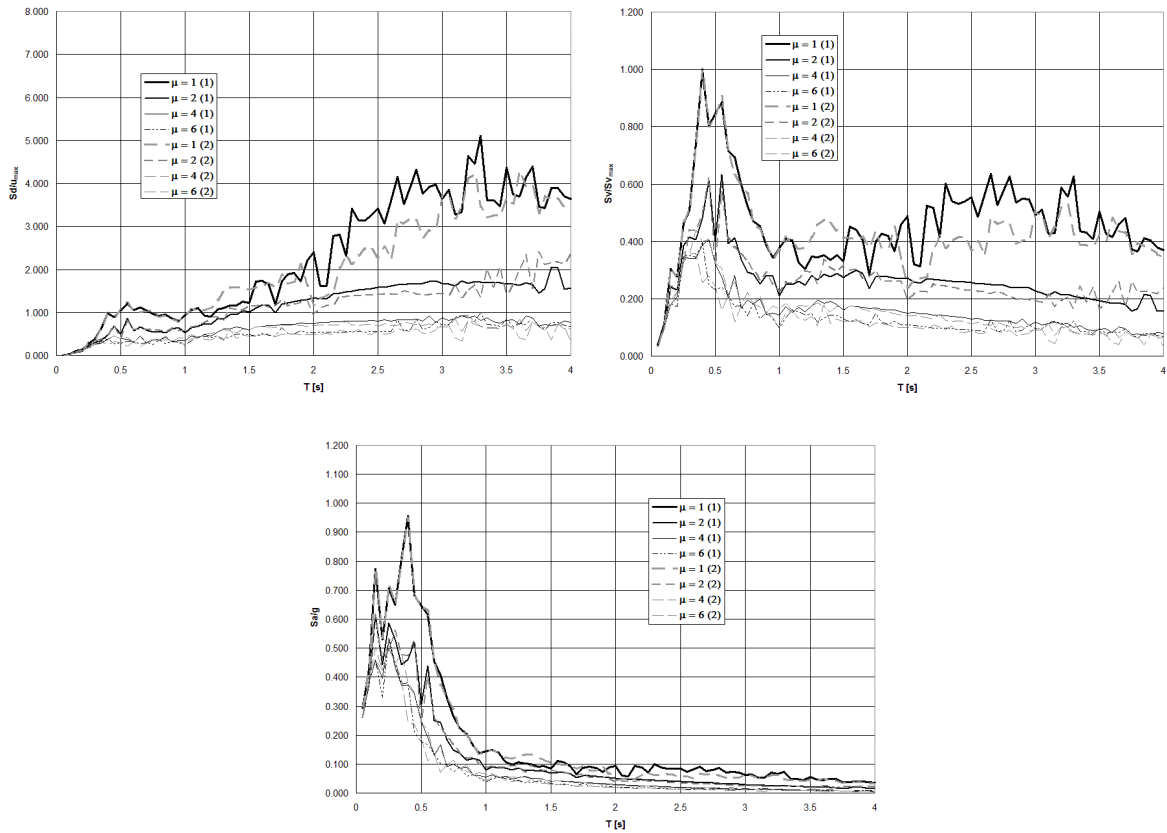 8.000
7.000
6.000
5.000
4.000
3.000
2.000
1.000
0.000
Sd/u_max
0
0.5
1
1.5
2
2.5
3
3.5
4
T [s]
μ = 1 (1)
μ = 2 (1)
μ = 4 (1)
μ = 6 (1)
μ = 1 (2)
μ = 2 (2)
μ = 4 (2)
μ = 6 (2)
1.200
1.000
0.800
0.600
0.400
0.200
0.000
Sv/Sv_max
0
0.5
1
1.5
2
2.5
3
3.5
4
T [s]
μ = 1 (1)
μ = 2 (1)
μ = 4 (1)
μ = 6 (1)
μ = 1 (2)
μ = 2 (2)
μ = 4 (2)
μ = 6 (2)
1.200
1.100
1.000
0.900
0.800
0.700
0.600
0.500
0.400
0.300
0.200
0.100
0.000
Sa/g
0
0.5
1
1.5
2
2.5
3
3.5
4
T [s]
μ = 1 (1)
μ = 2 (1)
μ = 4 (1)
μ = 6 (1)
μ = 1 (2)
μ = 2 (2)
μ = 4 (2)
μ = 6 (2)